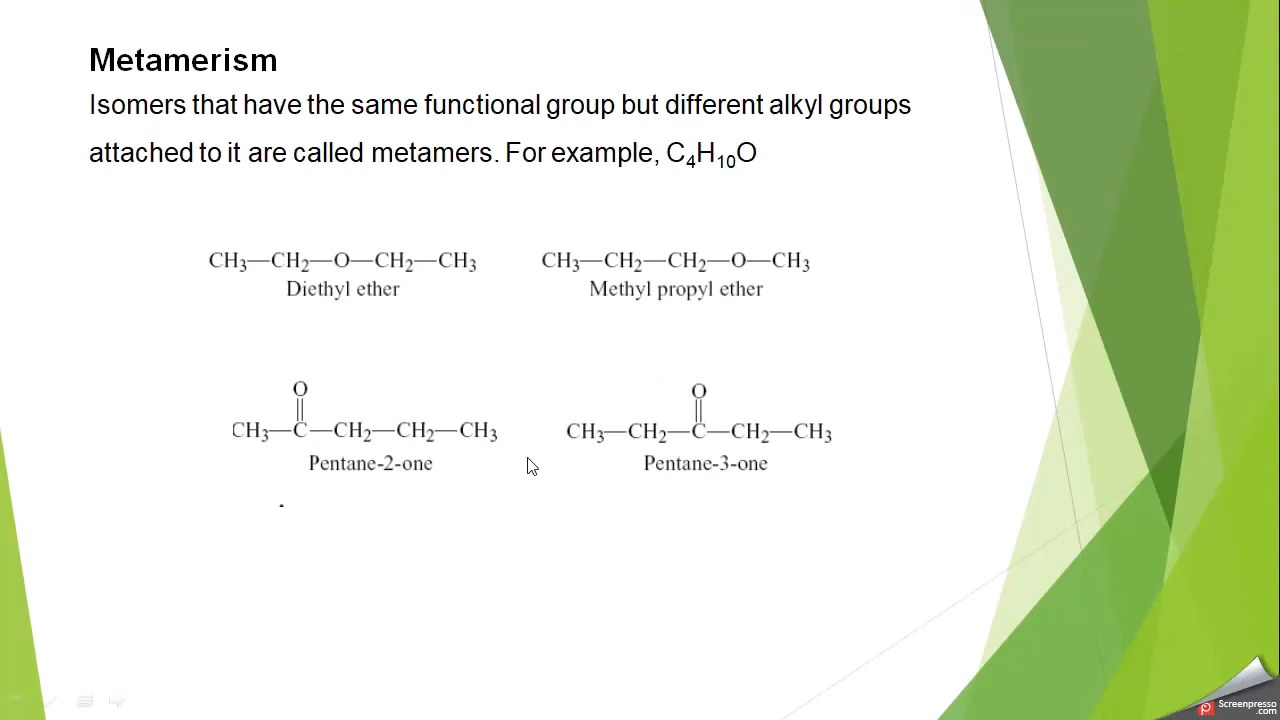 Metamerism
Isomers that have the same functional group but different alkyl groups
attached to it are called metamers. For example, C₄H₁₀O
CH₃—CH₂—O—CH₂—CH₃ CH₃—CH₂—CH₂—O—CH₃
Diethyl ether Methyl propyl ether
O O
|| ||
CH₃—C—CH₂—CH₂—CH₃ CH₃—CH₂—C—CH₂—CH₃
Pentane-2-one Pentane-3-one
.
Screenpresso
.com